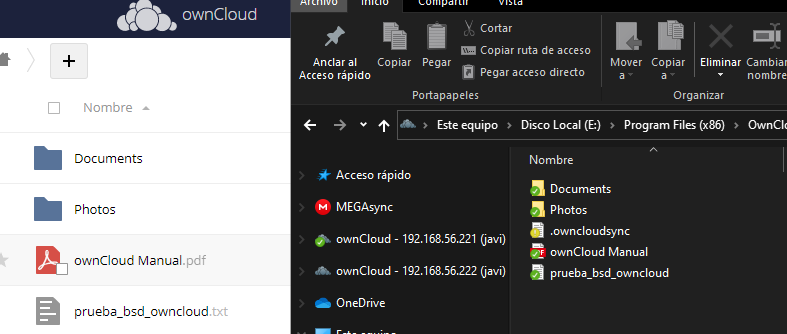 ownCloud
+
Nombre
Documents
Photos
ownCloud Manual.pdf
prueba_bsd_owncloud.txt
Archivo
Inicio
Compartir
Vista
Anclar al
Acceso rápido
Copiar
Pegar
Cortar
Copiar ruta de acceso
Pegar acceso directo
Portapapeles
Mover
a
Copiar
a
Eliminar
Cambiar
nombre
Organizar
Este equipo
Disco Local (E:)
Program Files (x86)
OwnClo
Acceso rápido
MEGAsync
ownCloud - 192.168.56.221 (javi)
ownCloud - 192.168.56.222 (javi)
OneDrive
Este equipo
Nombre
Documents
Photos
.owncloudsync
ownCloud Manual
prueba_bsd_owncloud